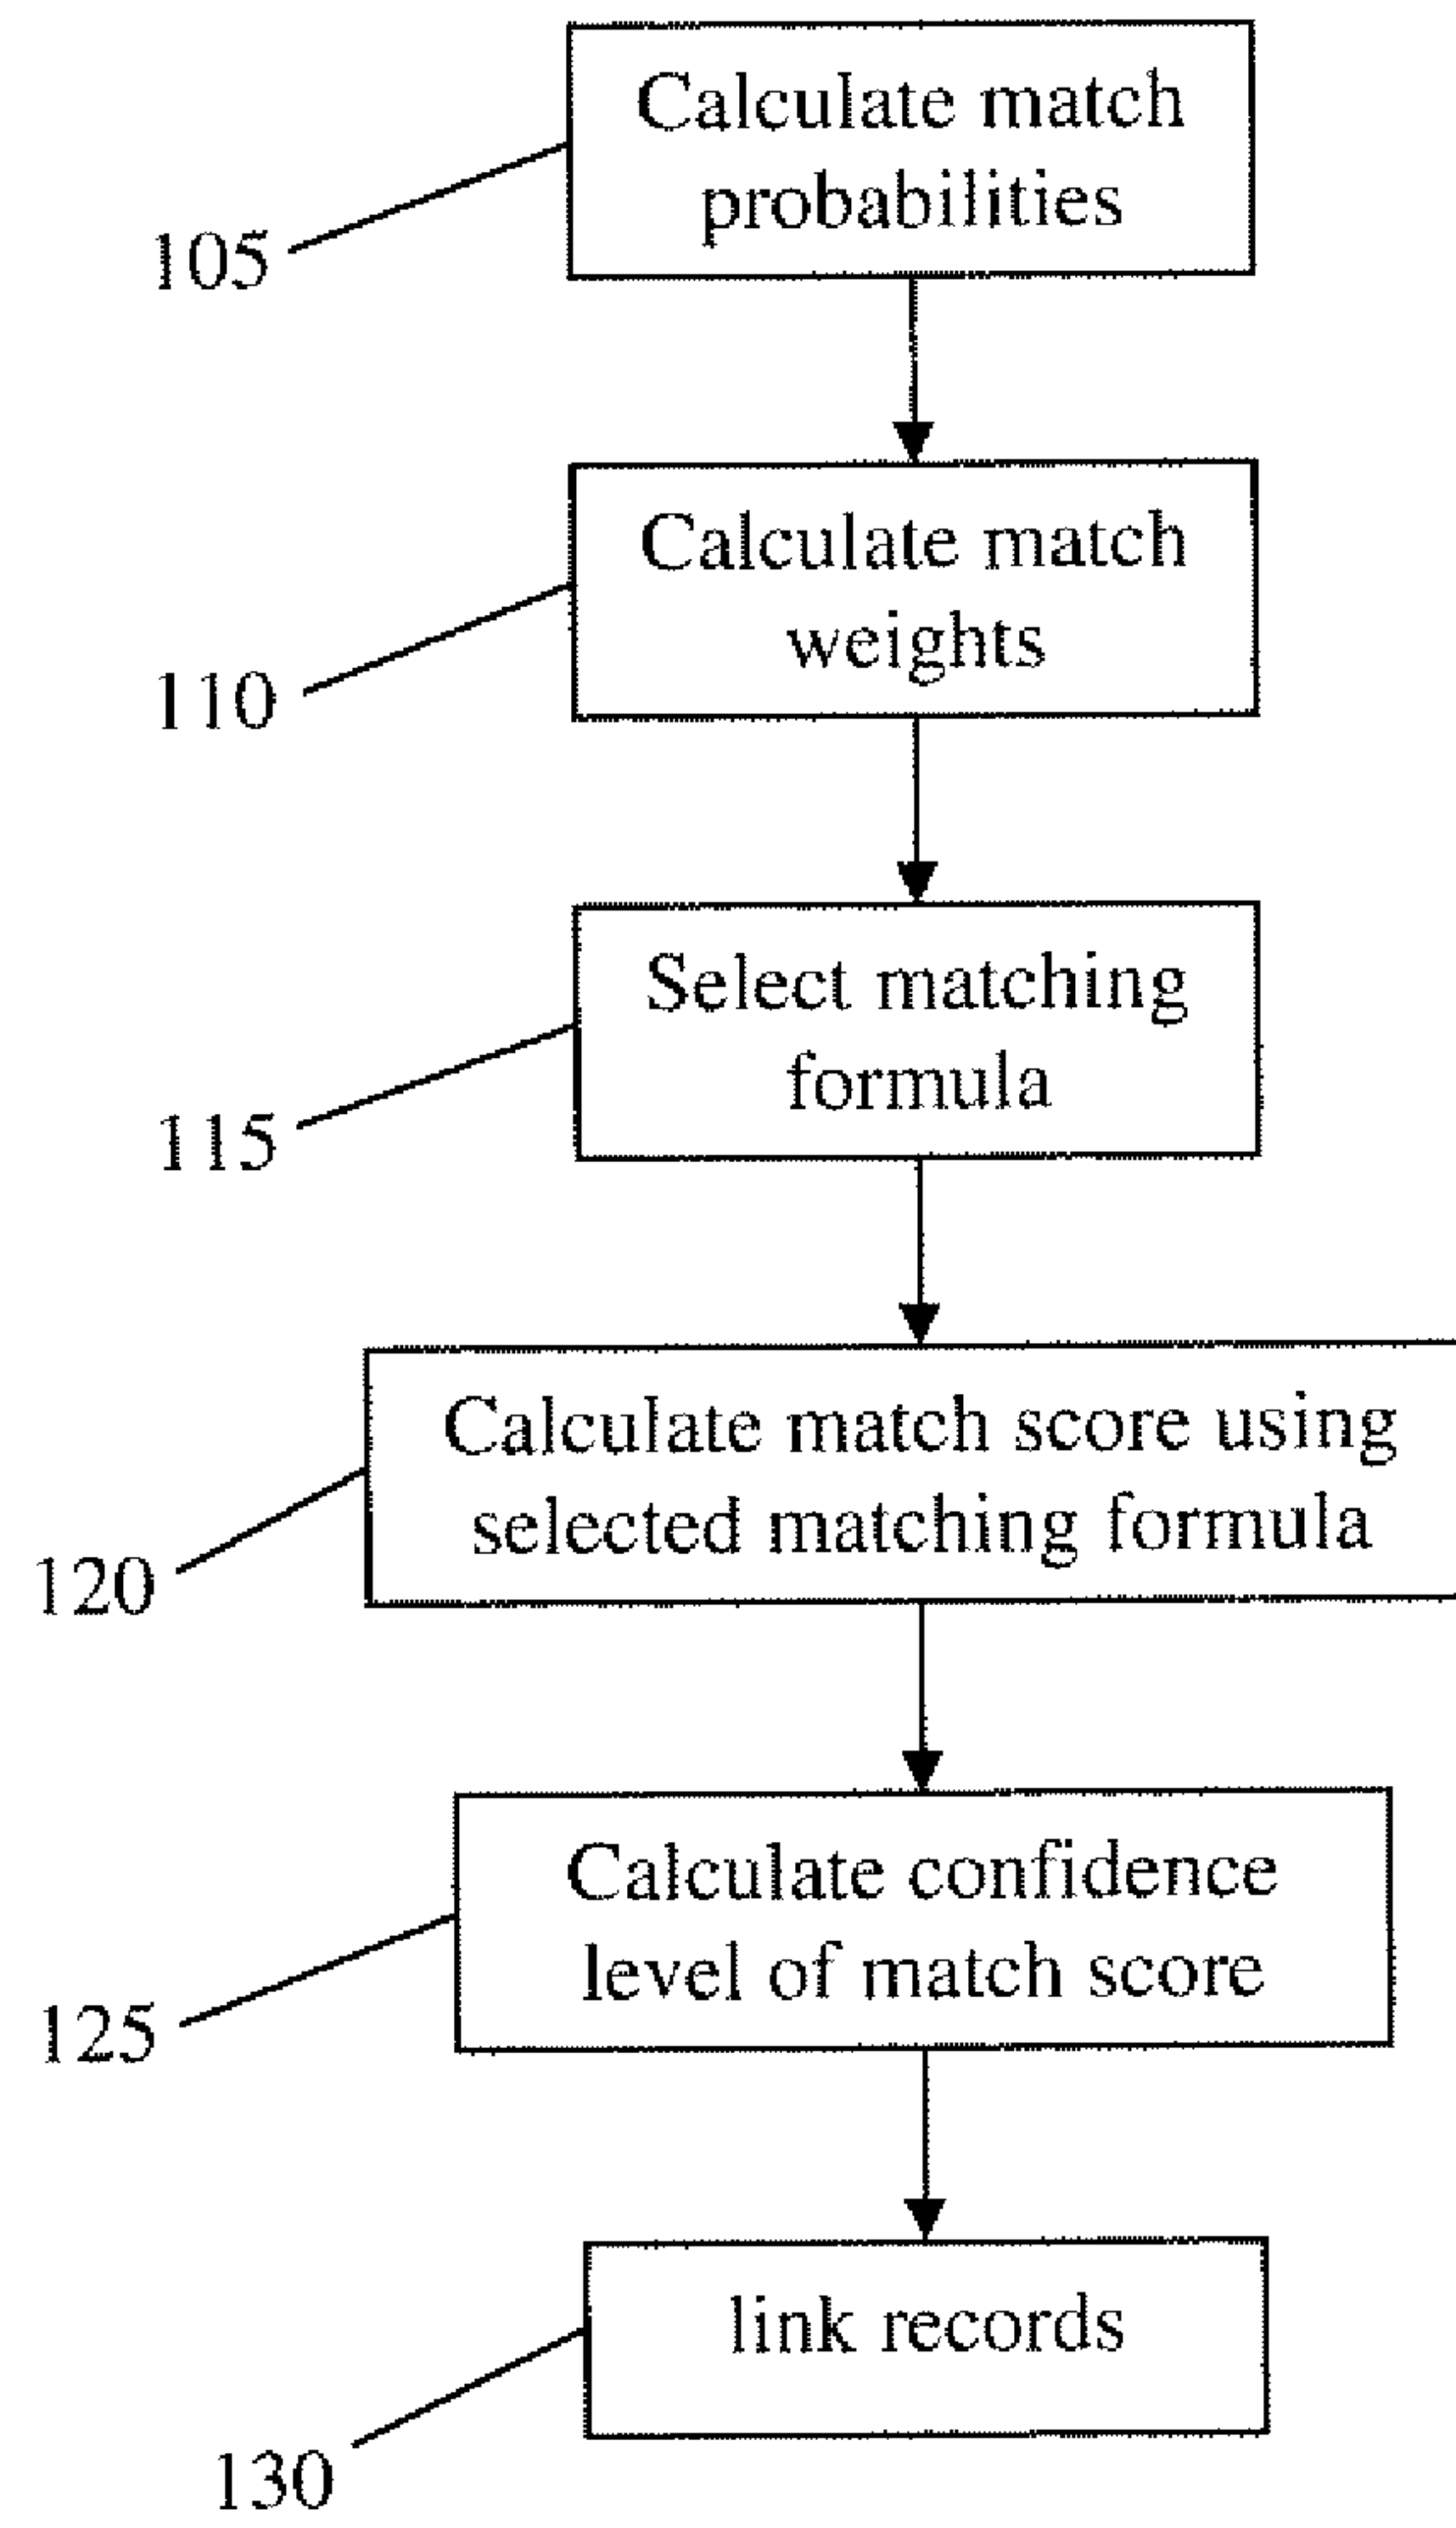 Calculate match
probabilities
105
Calculate match
weights
110
Select matching
formula
115
Calculate match score using
selected matching formula
120
Calculate confidence
level of match score
125
link records
130